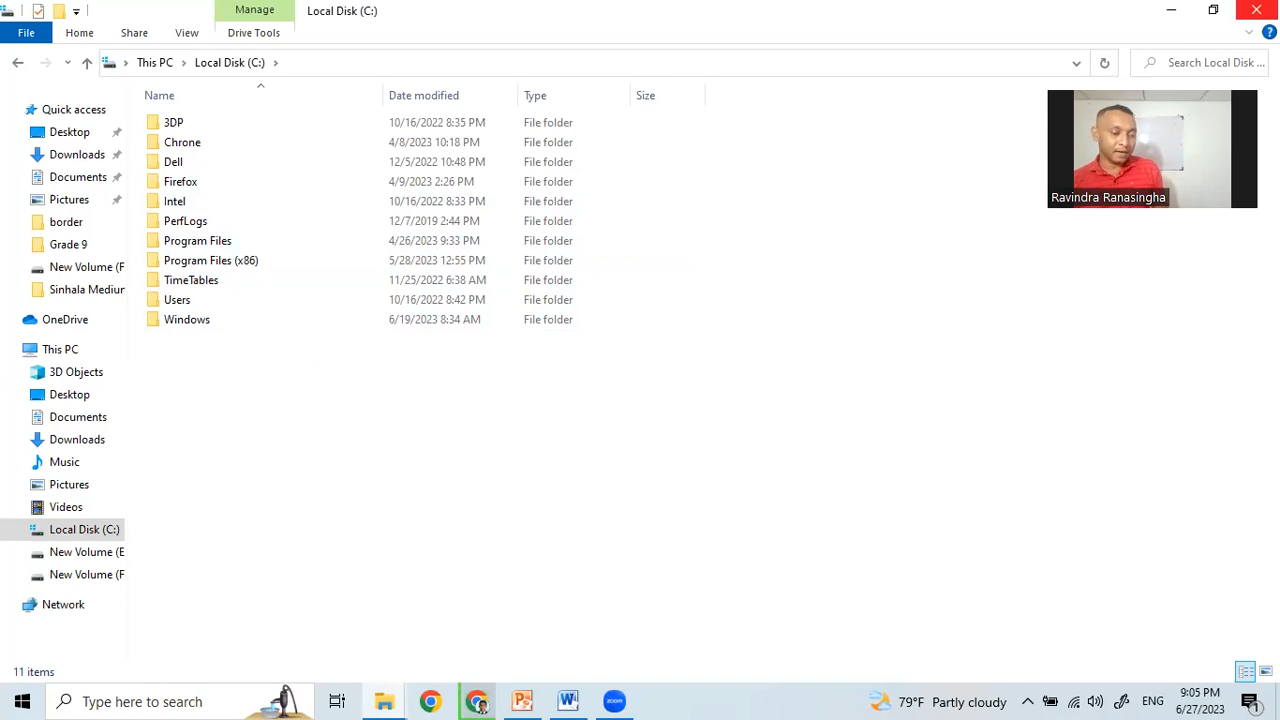 Manage
Local Disk (C:)
File
Home
Share
View
Drive Tools
This PC
Local Disk (C:)
Search Local Disk ...
Name
Date modified
Type
Size
3DP 10/16/2022 8:35 PM File folder
Chrone 4/8/2023 10:18 PM File folder
Dell 12/5/2022 10:48 PM File folder
Firefox 4/9/2023 2:26 PM File folder
Intel 10/16/2022 8:33 PM File folder
PerfLogs 12/7/2019 2:44 PM File folder
Program Files 4/26/2023 9:33 PM File folder
Program Files (x86) 5/28/2023 12:55 PM File folder
TimeTables 11/25/2022 6:38 AM File folder
Users 10/16/2022 8:42 PM File folder
Windows 6/19/2023 8:34 AM File folder
Quick access
Desktop
Downloads
Documents
Pictures
border
Grade 9
New Volume (F
Sinhala Mediun
OneDrive
This PC
3D Objects
Desktop
Documents
Downloads
Music
Pictures
Videos
Local Disk (C:)
New Volume (E
New Volume (F
Network
Ravindra Ranasingha
11 items
Type here to search
zoom
79°F Partly cloudy
ENG
9:05 PM
6/27/2023
1